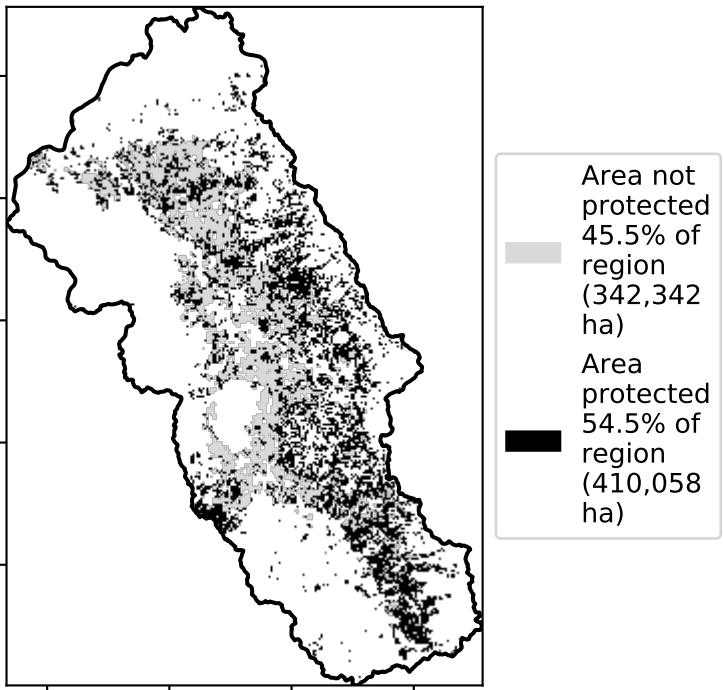 Area not
protected
45.5% of
region
(342,342
ha)
Area
protected
54.5% of
region
(410,058
ha)